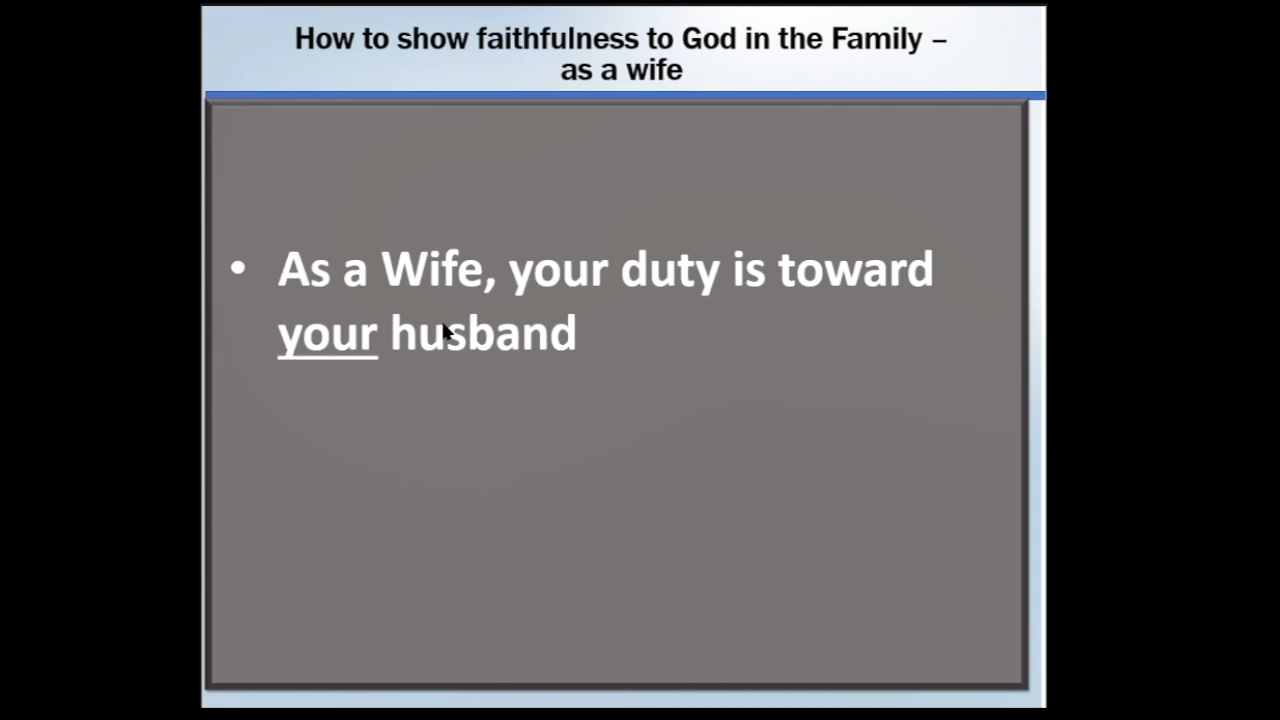 How to show faithfulness to God in the Family –
as a wife
• As a Wife, your duty is toward
your husband